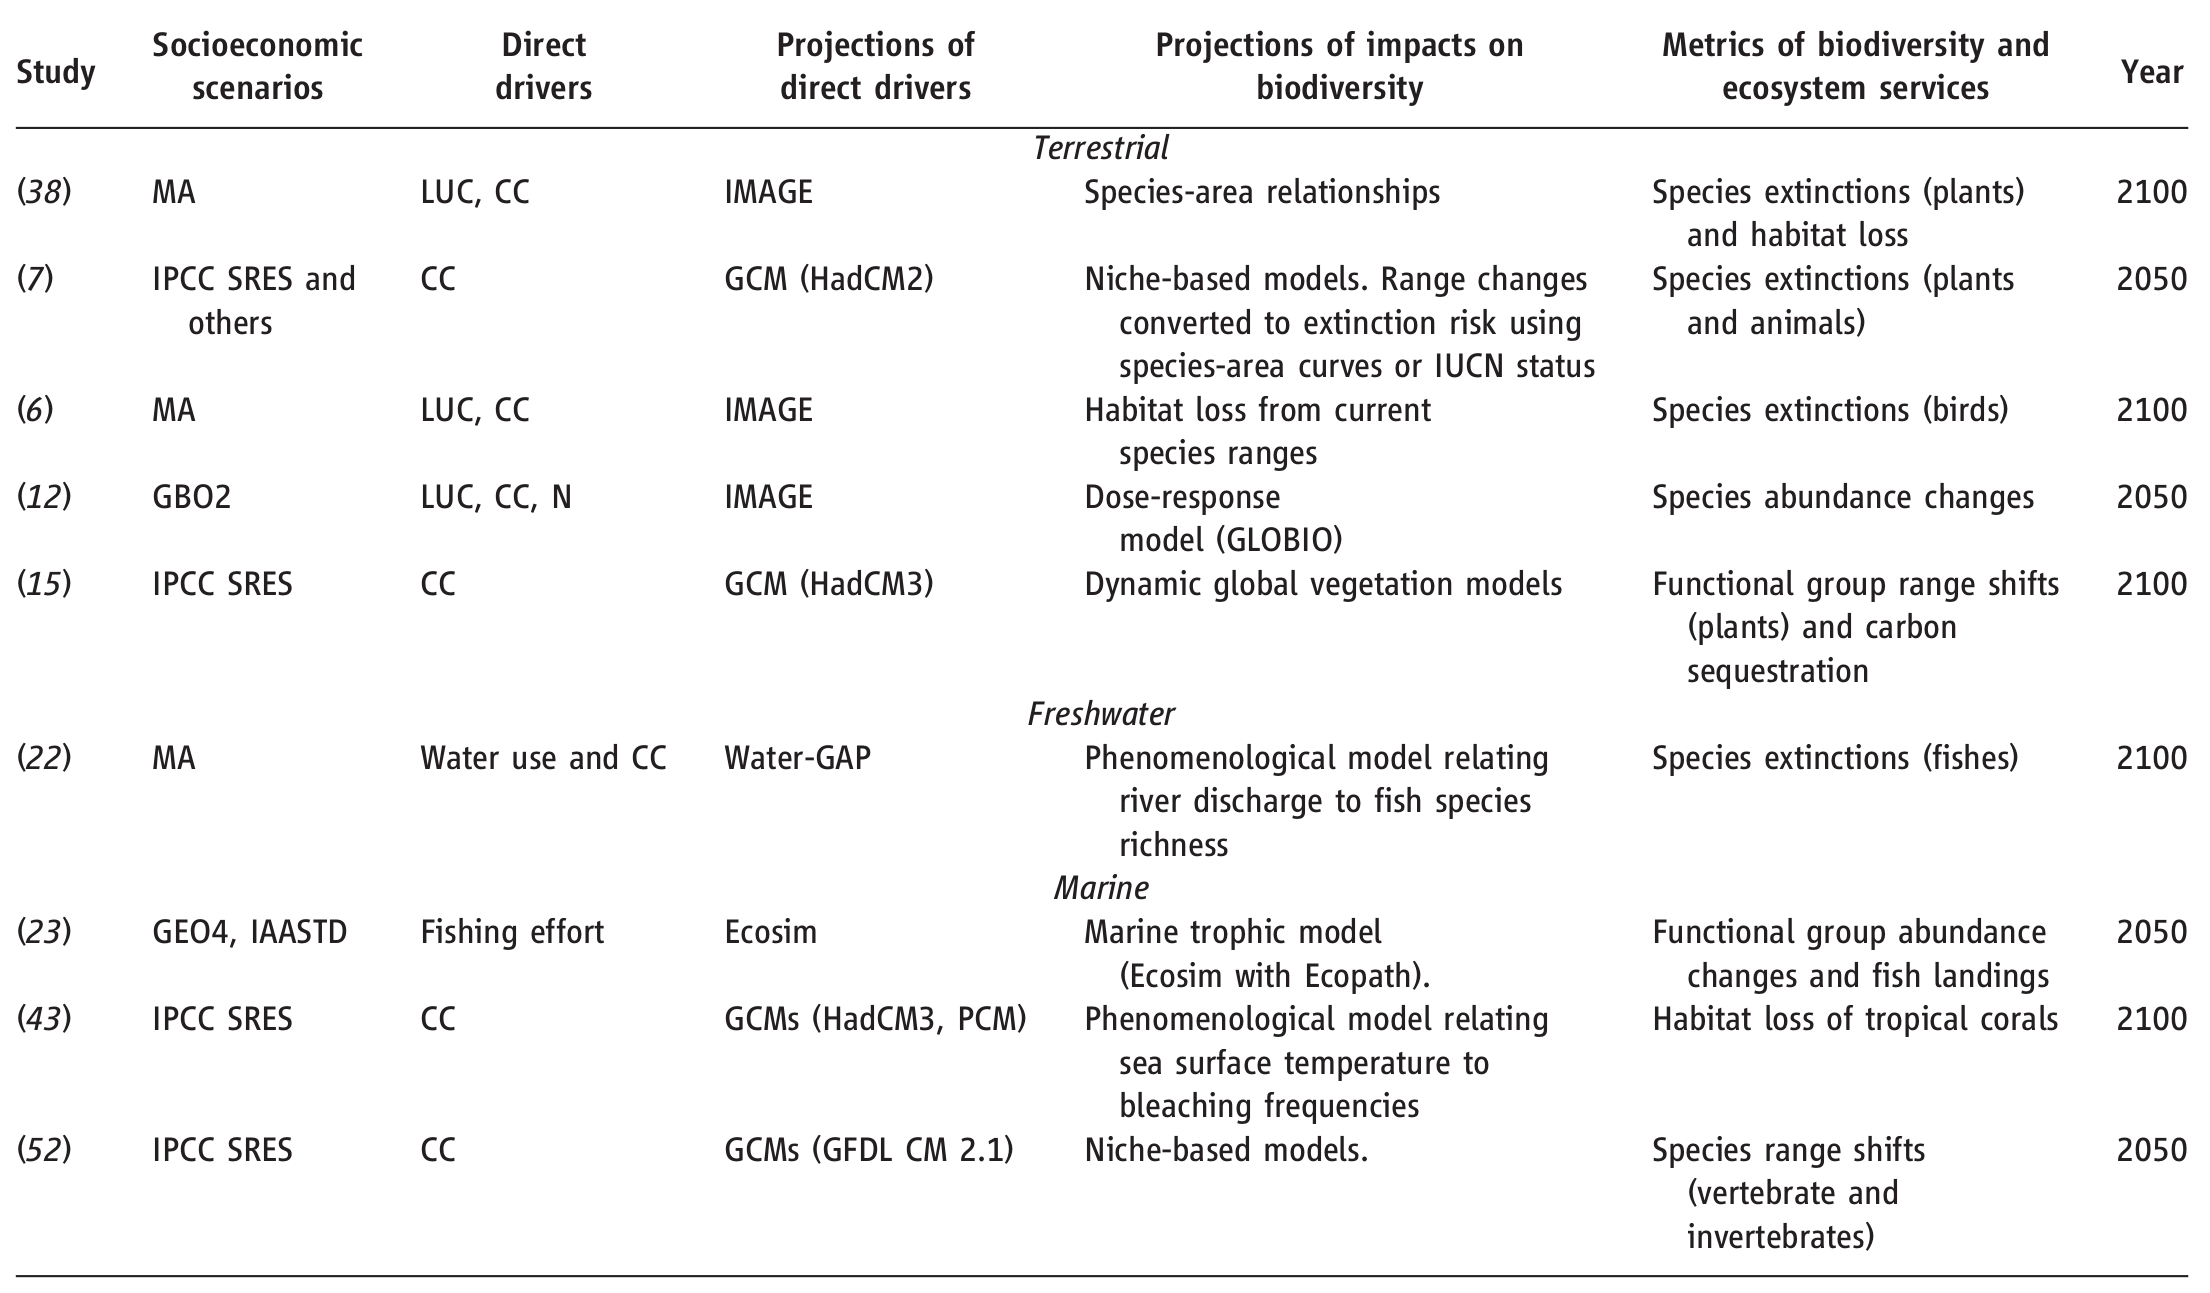 Study Socioeconomic scenarios Direct drivers Projections of direct drivers Projections of impacts on biodiversity Metrics of biodiversity and ecosystem services Year
Terrestrial
(38) MA LUC, CC IMAGE Species-area relationships Species extinctions (plants) 2100
and habitat loss
(7) IPCC SRES and CC GCM (HadCM2) Niche-based models. Range changes Species extinctions (plants 2050
others converted to extinction risk using and animals)
species-area curves or IUCN status
(6) MA LUC, CC IMAGE Habitat loss from current Species extinctions (birds) 2100
species ranges
(12) GBO2 LUC, CC, N IMAGE Dose-response Species abundance changes 2050
model (GLOBIO)
(15) IPCC SRES CC GCM (HadCM3) Dynamic global vegetation models Functional group range shifts 2100
(plants) and carbon
sequestration
Freshwater
(22) MA Water use and CC Water-GAP Phenomenological model relating Species extinctions (fishes) 2100
river discharge to fish species
richness
Marine
(23) GEO4, IAASTD Fishing effort Ecosim Marine trophic model Functional group abundance 2050
(Ecosim with Ecopath). changes and fish landings
(43) IPCC SRES CC GCMs (HadCM3, PCM) Phenomenological model relating Habitat loss of tropical corals 2100
sea surface temperature to
bleaching frequencies
(52) IPCC SRES CC GCMs (GFDL CM 2.1) Niche-based models. Species range shifts 2050
(vertebrate and
invertebrates)